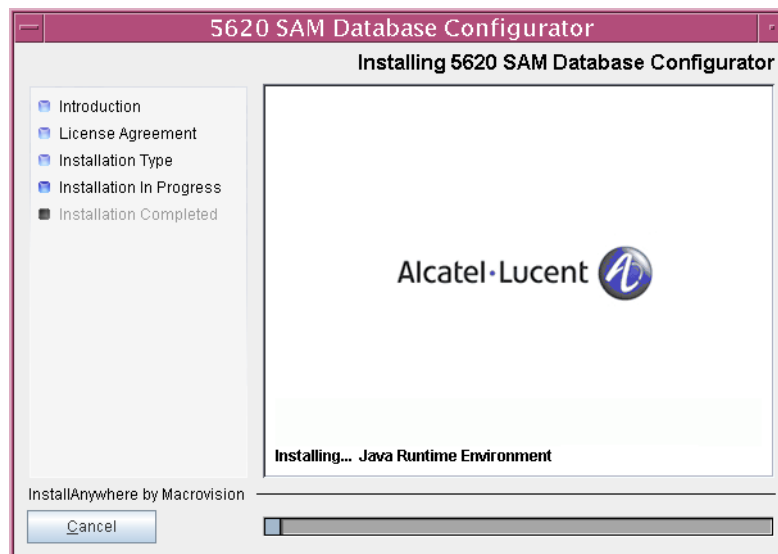 5620 SAM Database Configurator
Installing 5620 SAM Database Configurator
Introduction
License Agreement
Installation Type
Installation In Progress
Installation Completed
Alcatel·Lucent
Installing... Java Runtime Environment
InstallAnywhere by Macrovision
Cancel